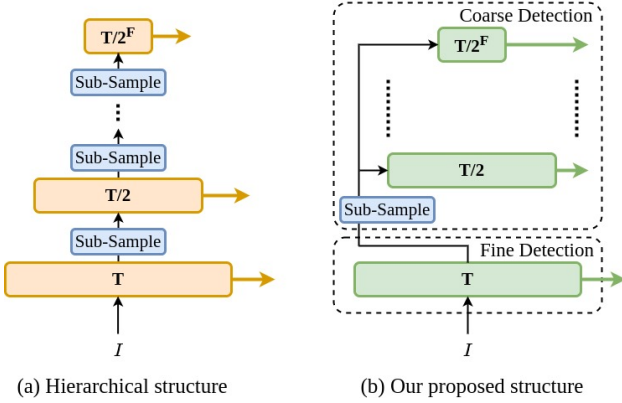 T/2^F
Sub-Sample
Sub-Sample
T/2
Sub-Sample
T
I
(a) Hierarchical structure
Coarse Detection
T/2^F
T/2
Sub-Sample
Fine Detection
T
I
(b) Our proposed structure